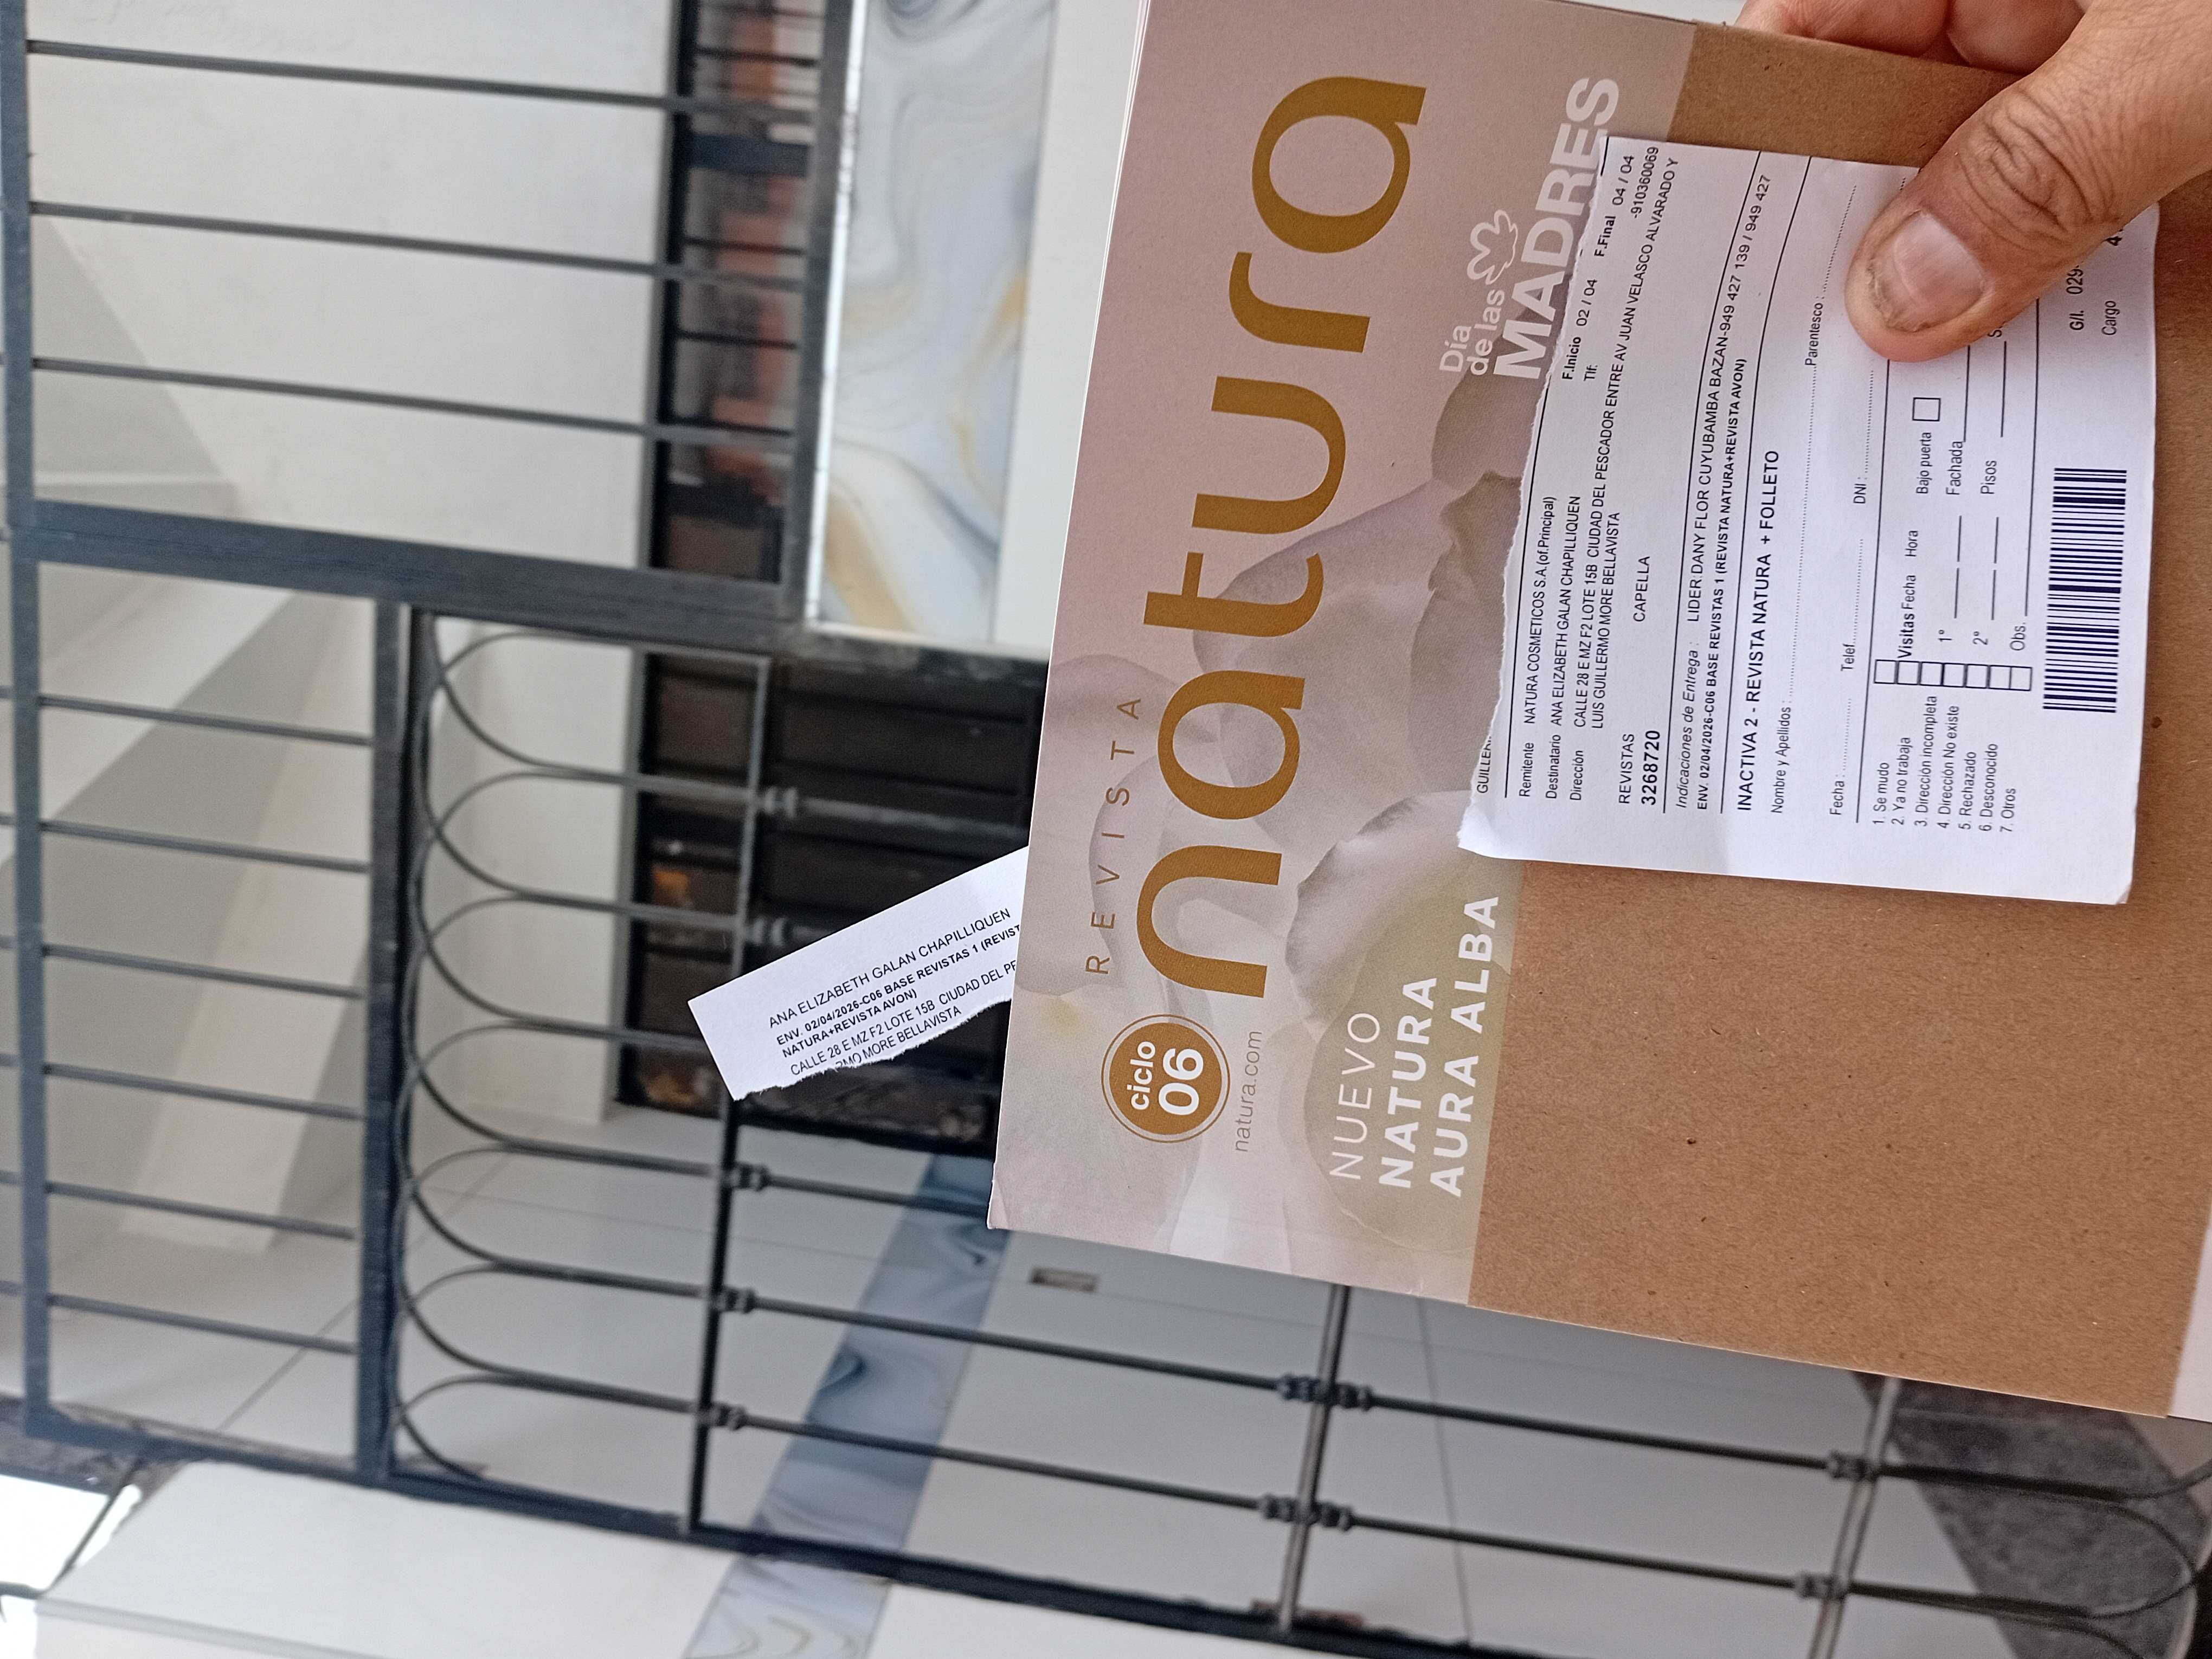 REVISTA
natura
ciclo
06
natura.com
Día
de las
MADRES
NUEVO
NATURA
AURA ALBA
ANA ELIZABETH GALAN CHAPILLIQUEN
ENV. 02/04/2026-C06 BASE REVISTAS 1 (REVIST
NATURA+REVISTA AVON)
CALLE 28 E MZ F2 LOTE 15B CIUDAD DEL PE
RMO MORE BELLAVISTA
GUILLER
Remitente NATURA COSMETICOS S.A.(of.Principal) F.Inicio 02 / 04 F.Final 04 / 04
Destinatario ANA ELIZABETH GALAN CHAPILLIQUEN Tlf: -910360069
Dirección CALLE 28 E MZ F2 LOTE 15B CIUDAD DEL PESCADOR ENTRE AV JUAN VELASCO ALVARADO Y
LUIS GUILLERMO MORE BELLAVISTA
REVISTAS CAPELLA
3268720
Indicaciones de Entrega : LIDER:DANY FLOR CUYUBAMBA BAZAN-949 427 139 / 949 427
ENV. 02/04/2026-C06 BASE REVISTAS 1 (REVISTA NATURA+REVISTA AVON)
INACTIVA 2 - REVISTA NATURA + FOLLETO
Nombre y Apellidos : Parentesco :
Fecha : Telef. DNI :
1. Se mudo Visitas Fecha Hora Bajo puerta
2. Ya no trabaja
3. Dirección incompleta 1° Fachada
4. Dirección No existe
5. Rechazado 2° Pisos
6. Desconocido
7. Otros Obs.
G/I. 029-
Cargo